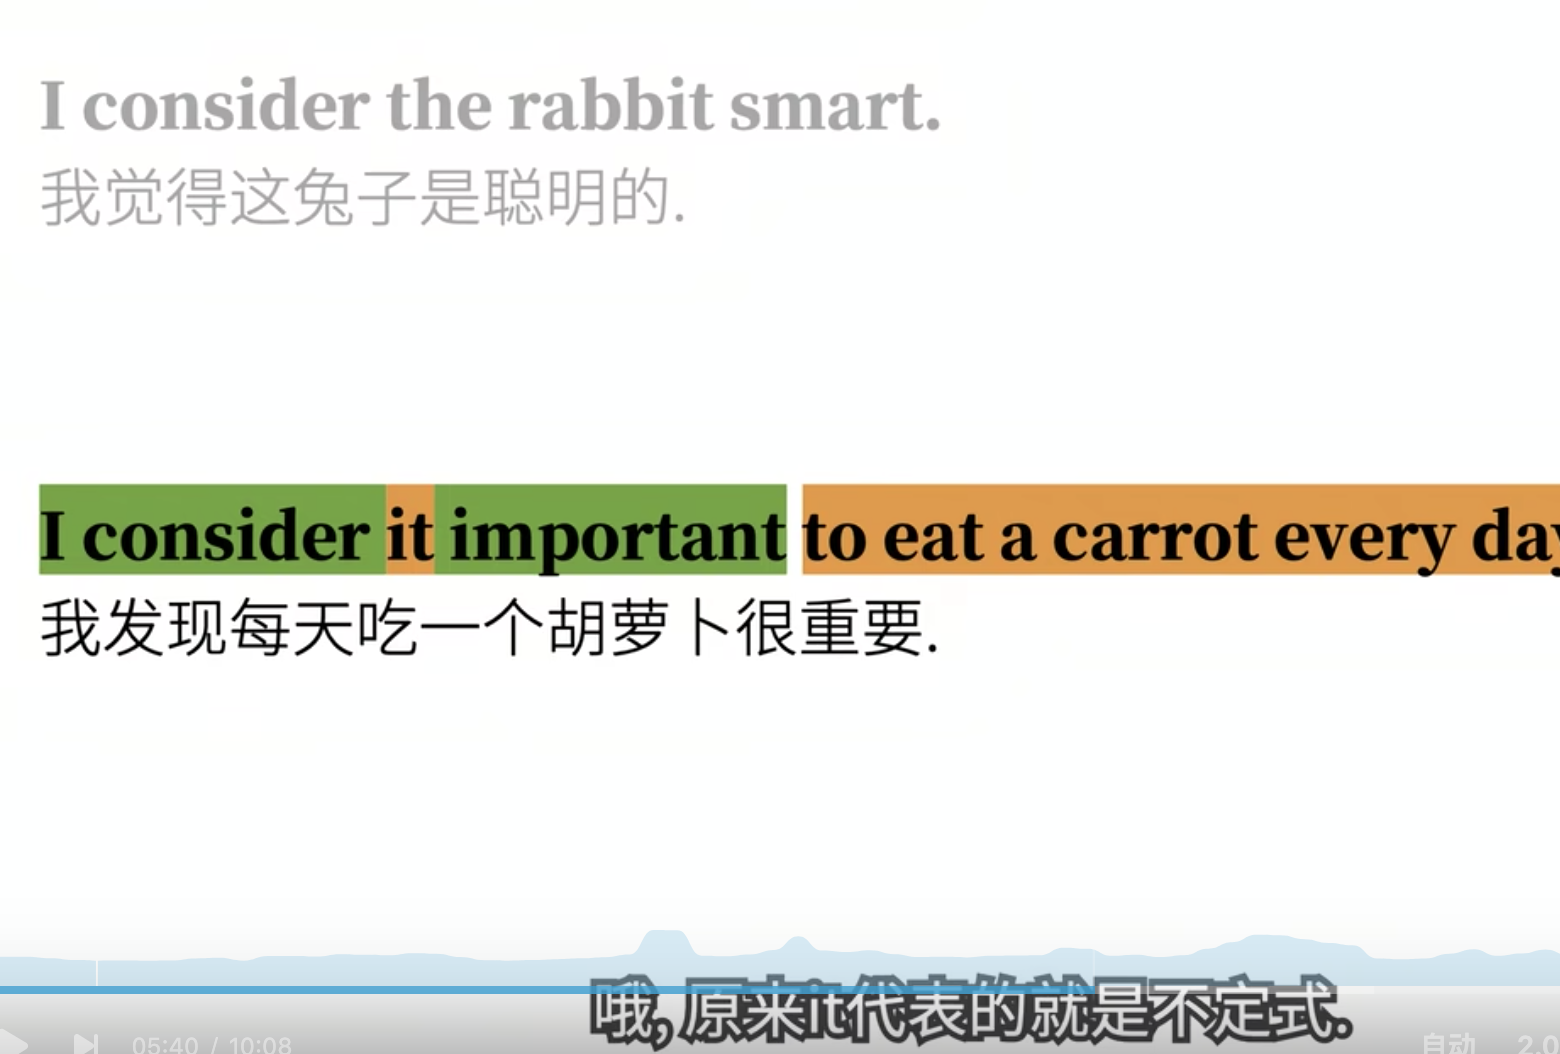 I consider the rabbit smart.
我觉得这兔子是聪明的.
I consider it important to eat a carrot every day
我发现每天吃一个胡萝卜很重要.
哦,原来it代表的就是不定式.
05:40 / 10:08
自动 2.0